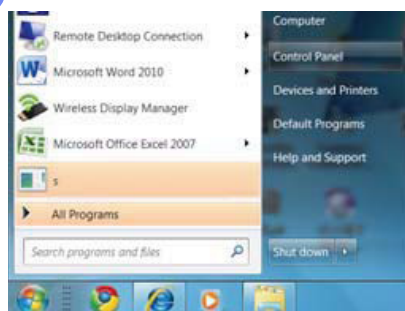 Remote Desktop Connection
Microsoft Word 2010
Wireless Display Manager
Microsoft Office Excel 2007
s
All Programs
Search programs and files
Computer
Control Panel
Devices and Printers
Default Programs
Help and Support
Shut down